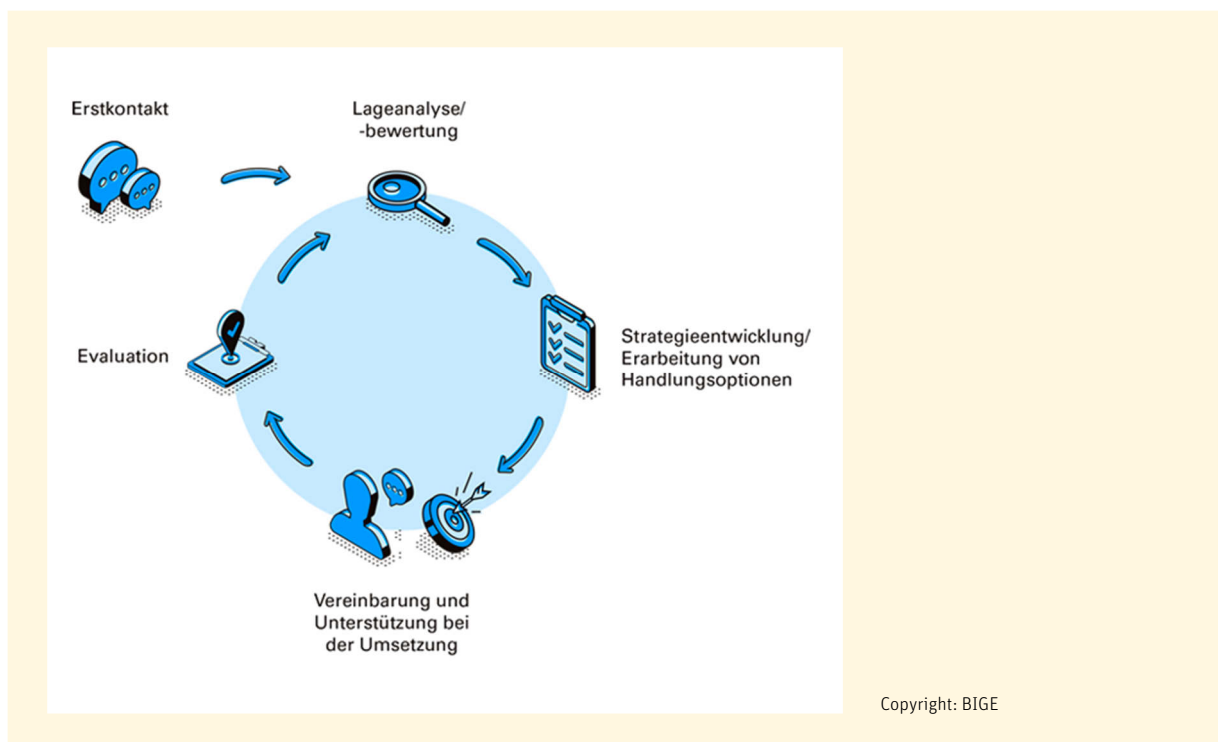 Erstkontakt
Lageanalyse/
-bewertung
Strategieentwicklung/
Erarbeitung von
Handlungsoptionen
Evaluation
Vereinbarung und
Unterstützung bei
der Umsetzung
Copyright: BIGE